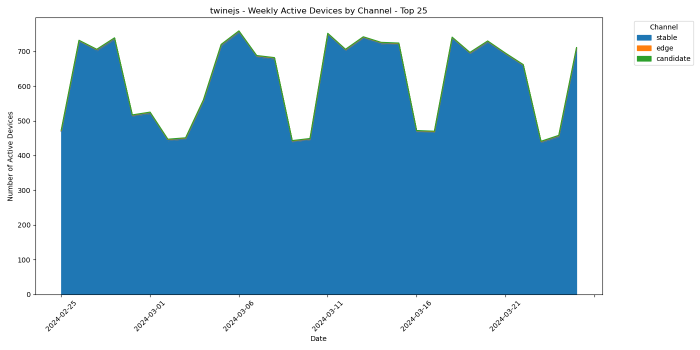 twinejs - Weekly Active Devices by Channel - Top 25
Channel
stable
edge
candidate
Number of Active Devices
700
600
500
400
300
200
100
0
2024-02-25
2024-03-01
2024-03-06
2024-03-11
2024-03-16
2024-03-21
Date